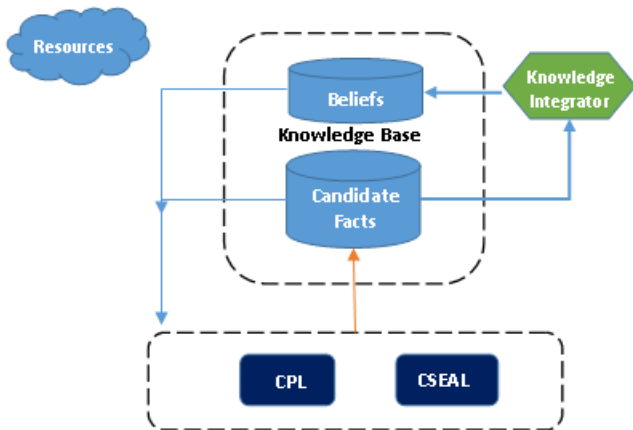 Resources
Knowledge
Integrator
Beliefs
Knowledge Base
Candidate
Facts
CPL
CSEAL